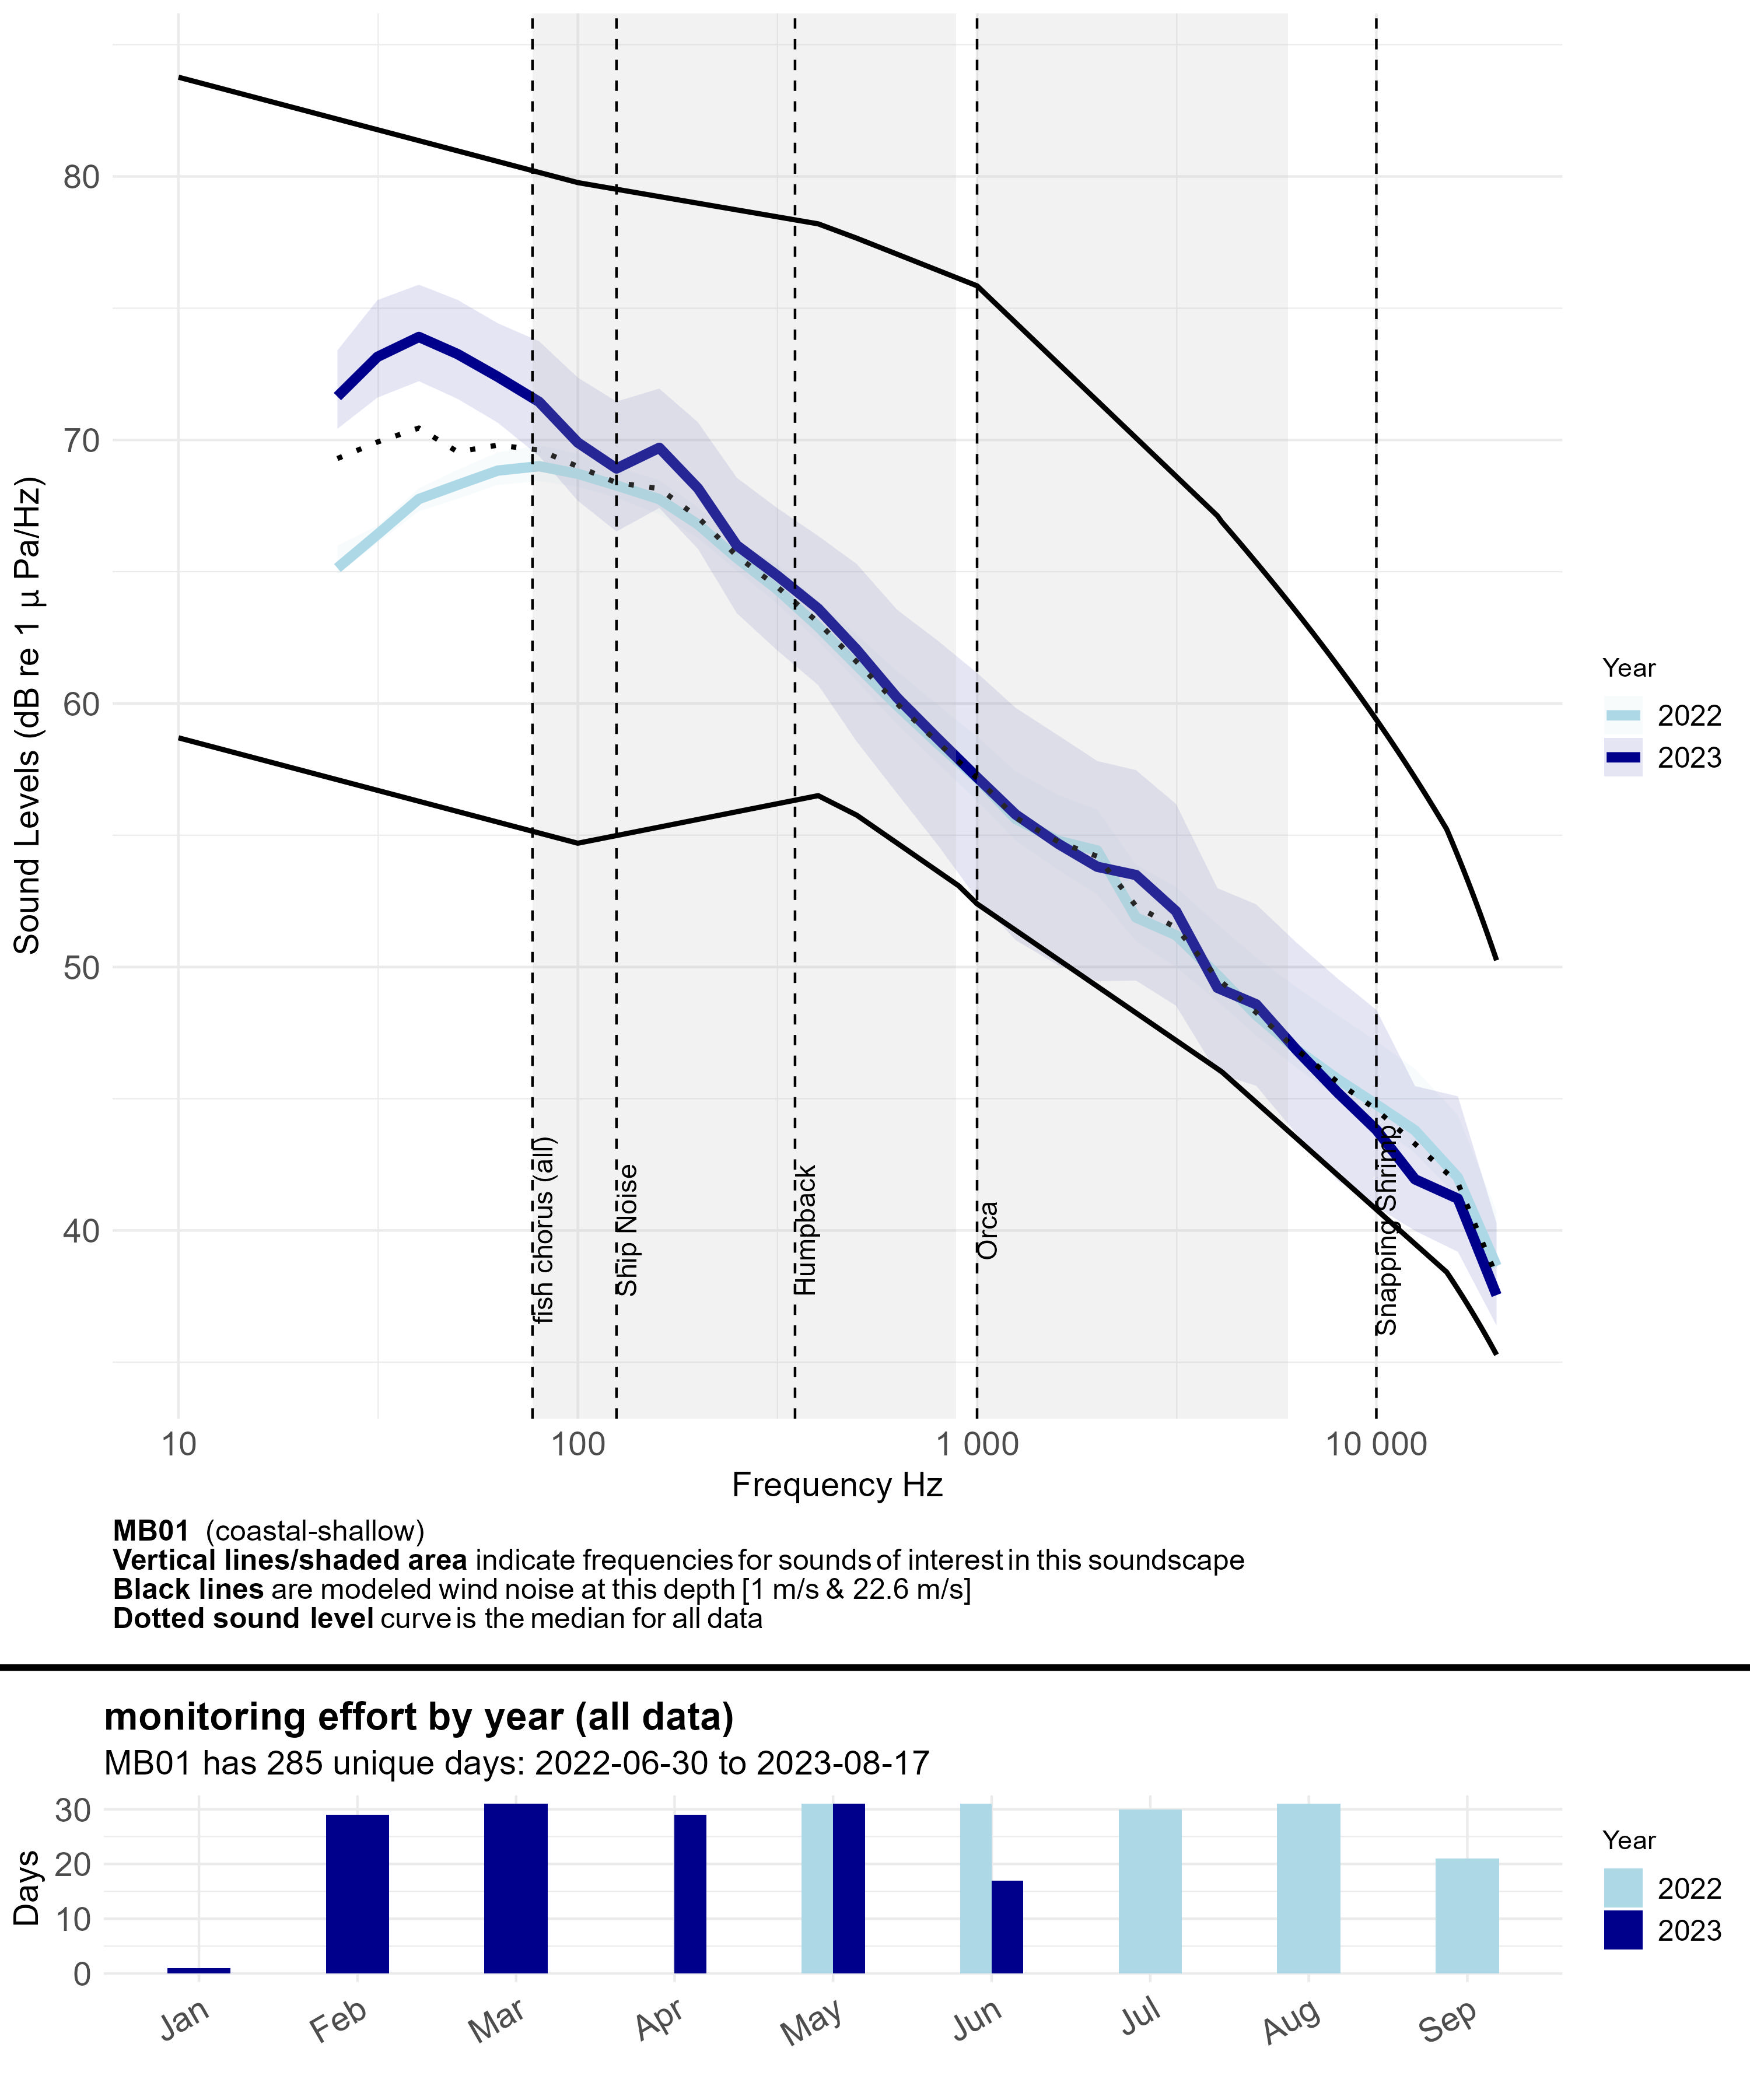 80
70
60
50
40
Sound Levels (dB re 1 µ Pa/Hz)
fish chorus (all)
Ship Noise
Humpback
Orca
Snapping Shrimp
10
100
1 000
10 000
Frequency Hz
Year
2022
2023
MB01 (coastal-shallow)
Vertical lines/shaded area indicate frequencies for sounds of interest in this soundscape
Black lines are modeled wind noise at this depth [1 m/s & 22.6 m/s]
Dotted sound level curve is the median for all data
monitoring effort by year (all data)
MB01 has 285 unique days: 2022-06-30 to 2023-08-17
30
20
10
0
Days
Jan
Feb
Mar
Apr
May
Jun
Jul
Aug
Sep
Year
2022
2023